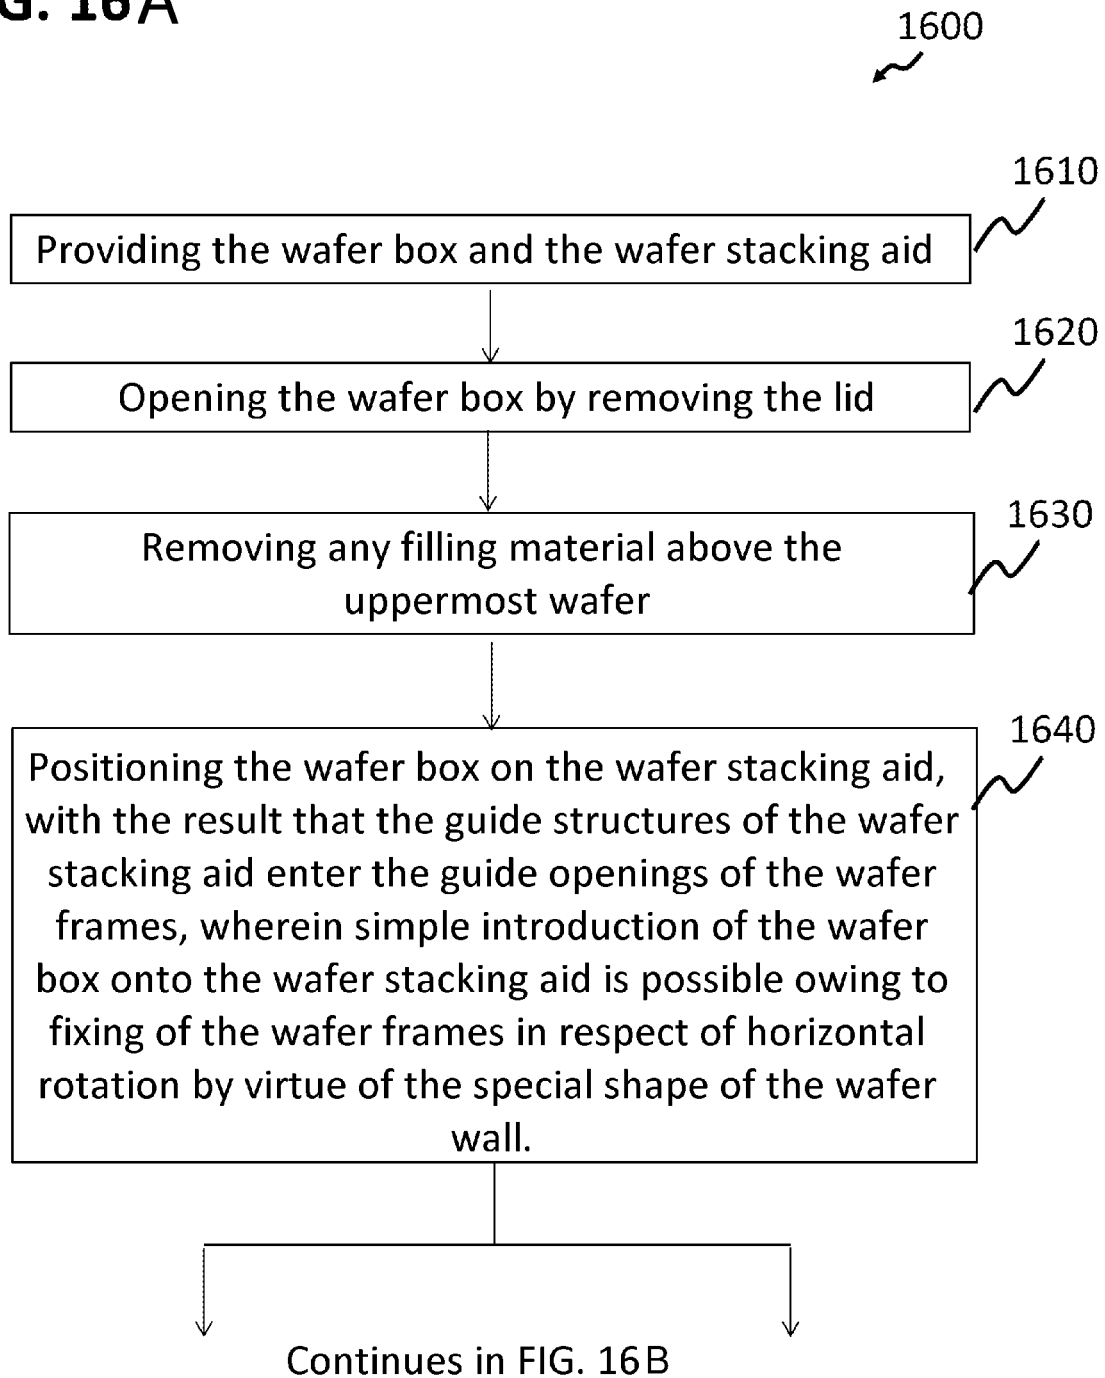 G. 16A
1600
1610
Providing the wafer box and the wafer stacking aid
1620
Opening the wafer box by removing the lid
1630
Removing any filling material above the
uppermost wafer
1640
Positioning the wafer box on the wafer stacking aid,
with the result that the guide structures of the wafer
stacking aid enter the guide openings of the wafer
frames, wherein simple introduction of the wafer
box onto the wafer stacking aid is possible owing to
fixing of the wafer frames in respect of horizontal
rotation by virtue of the special shape of the wafer
wall.
Continues in FIG. 16B